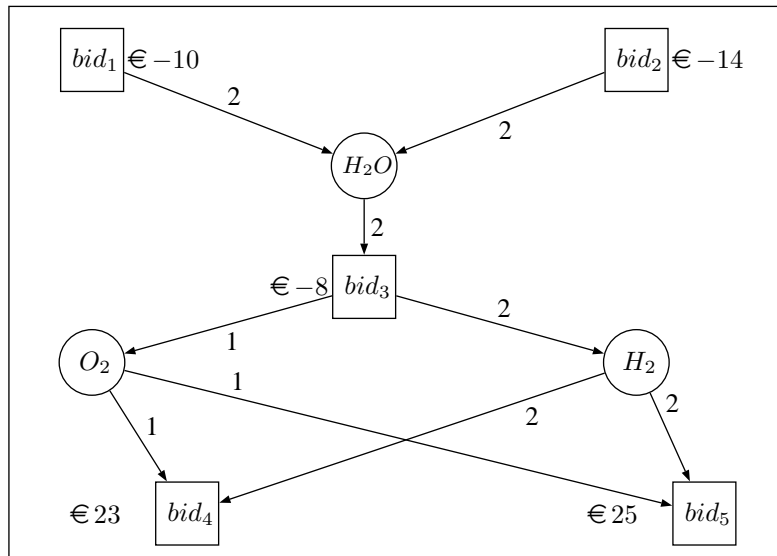 bid₁ € −10
bid₂ € −14
2
2
H₂O
2
€ −8 bid₃
2
1
O₂
1
H₂
2
2
1
€ 23 bid₄
€ 25 bid₅